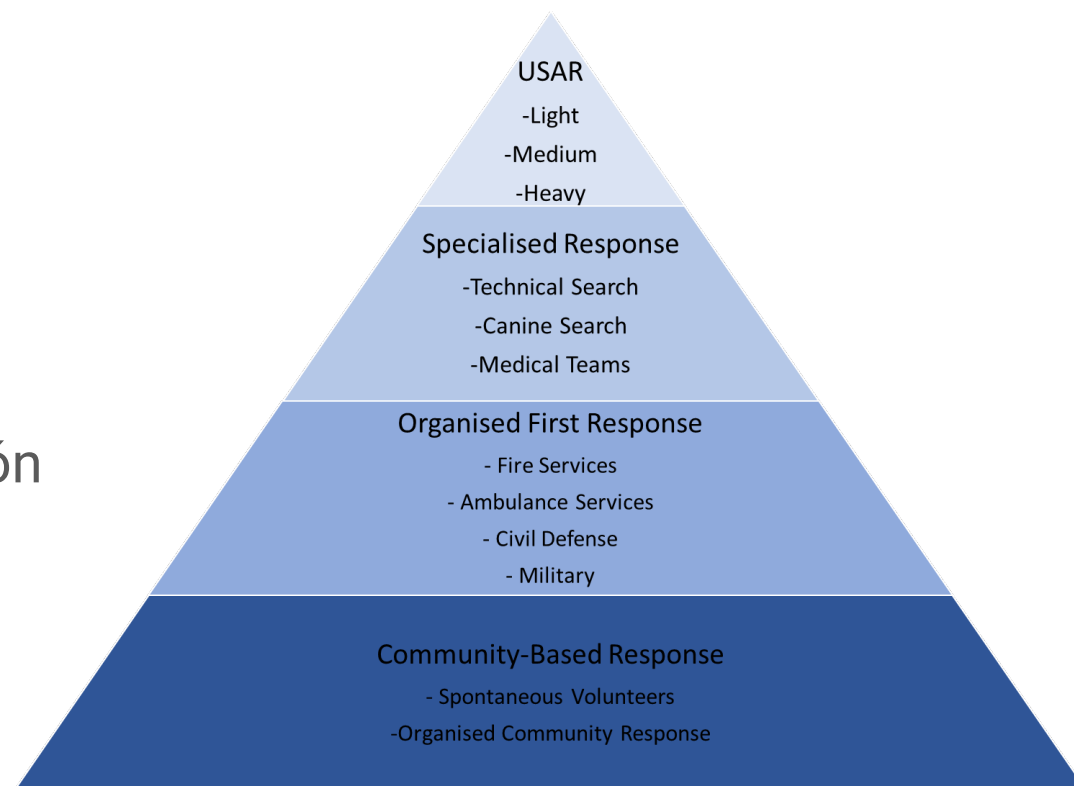 USAR
-Light
-Medium
-Heavy
Specialised Response
-Technical Search
-Canine Search
-Medical Teams
ón
Organised First Response
- Fire Services
- Ambulance Services
- Civil Defense
- Military
Community-Based Response
- Spontaneous Volunteers
-Organised Community Response